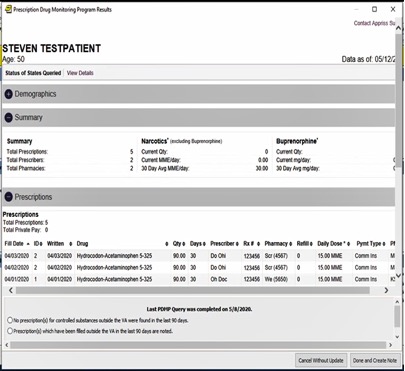 Prescription Drug Monitoring Program Results
Contact Appriss Su
STEVEN TESTPATIENT
Age: 50
Data as of: 05/12/
Status of States Queried View Details
Demographics
Summary
Summary Narcotics* (excluding Buprenorphine) Buprenorphine*
Total Prescriptions: 5 Current Qty: 0 Current Qty:
Total Prescribers: 2 Current MME/day: 0.00 Current mg/day:
Total Pharmacies: 2 30 Day Avg MME/day: 30.00 30 Day Avg mg/day:
Prescriptions
Prescriptions
Total Prescriptions: 5
Total Private Pay: 0
Fill Date ID Written Drug Qty Days Prescriber Rx # Pharmacy Refill Daily Dose * Pymt Type
04/03/2020 2 04/03/2020 Hydrocodon-Acetaminophen 5-325 90.00 30 Do Ohi 123456 Scr (4567) 0 15.00 MME Comm Ins
04/02/2020 2 04/02/2020 Hydrocodon-Acetaminophen 5-325 90.00 30 Do Ohi 123456 Scr (4567) 0 15.00 MME Comm Ins
04/01/2020 1 04/01/2020 Hydrocodon-Acetaminophen 5-325 90.00 30 Oh Doc 123456 We (5650) 0 15.00 MME Comm Ins
Last PDMP Query was completed on 5/8/2020.
No prescription(s) for controlled substances outside the VA were found in the last 90 days.
Prescription(s) which have been filled outside the VA in the last 90 days are noted.
Cancel Without Update Done and Create Note